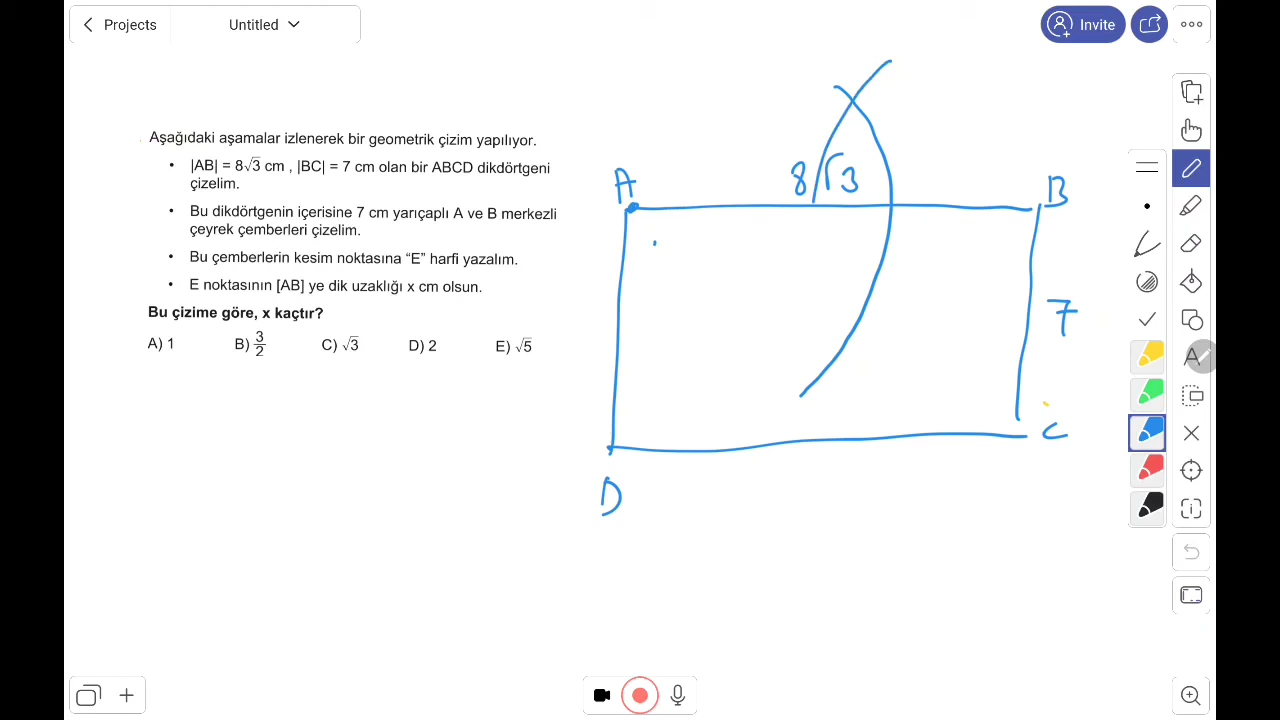 Projects
Untitled
Invite
Aşağıdaki aşamalar izlenerek bir geometrik çizim yapılıyor.
• |AB| = 8√3 cm , |BC| = 7 cm olan bir ABCD dikdörtgeni
çizelim.
• Bu dikdörtgenin içerisine 7 cm yarıçaplı A ve B merkezli
çeyrek çemberleri çizelim.
• Bu çemberlerin kesim noktasına “E” harfi yazalım.
• E noktasının [AB] ye dik uzaklığı x cm olsun.
Bu çizime göre, x kaçtır?
A) 1 B) 3/2 C) √3 D) 2 E) √5
A 8√3 B
7
D C
A